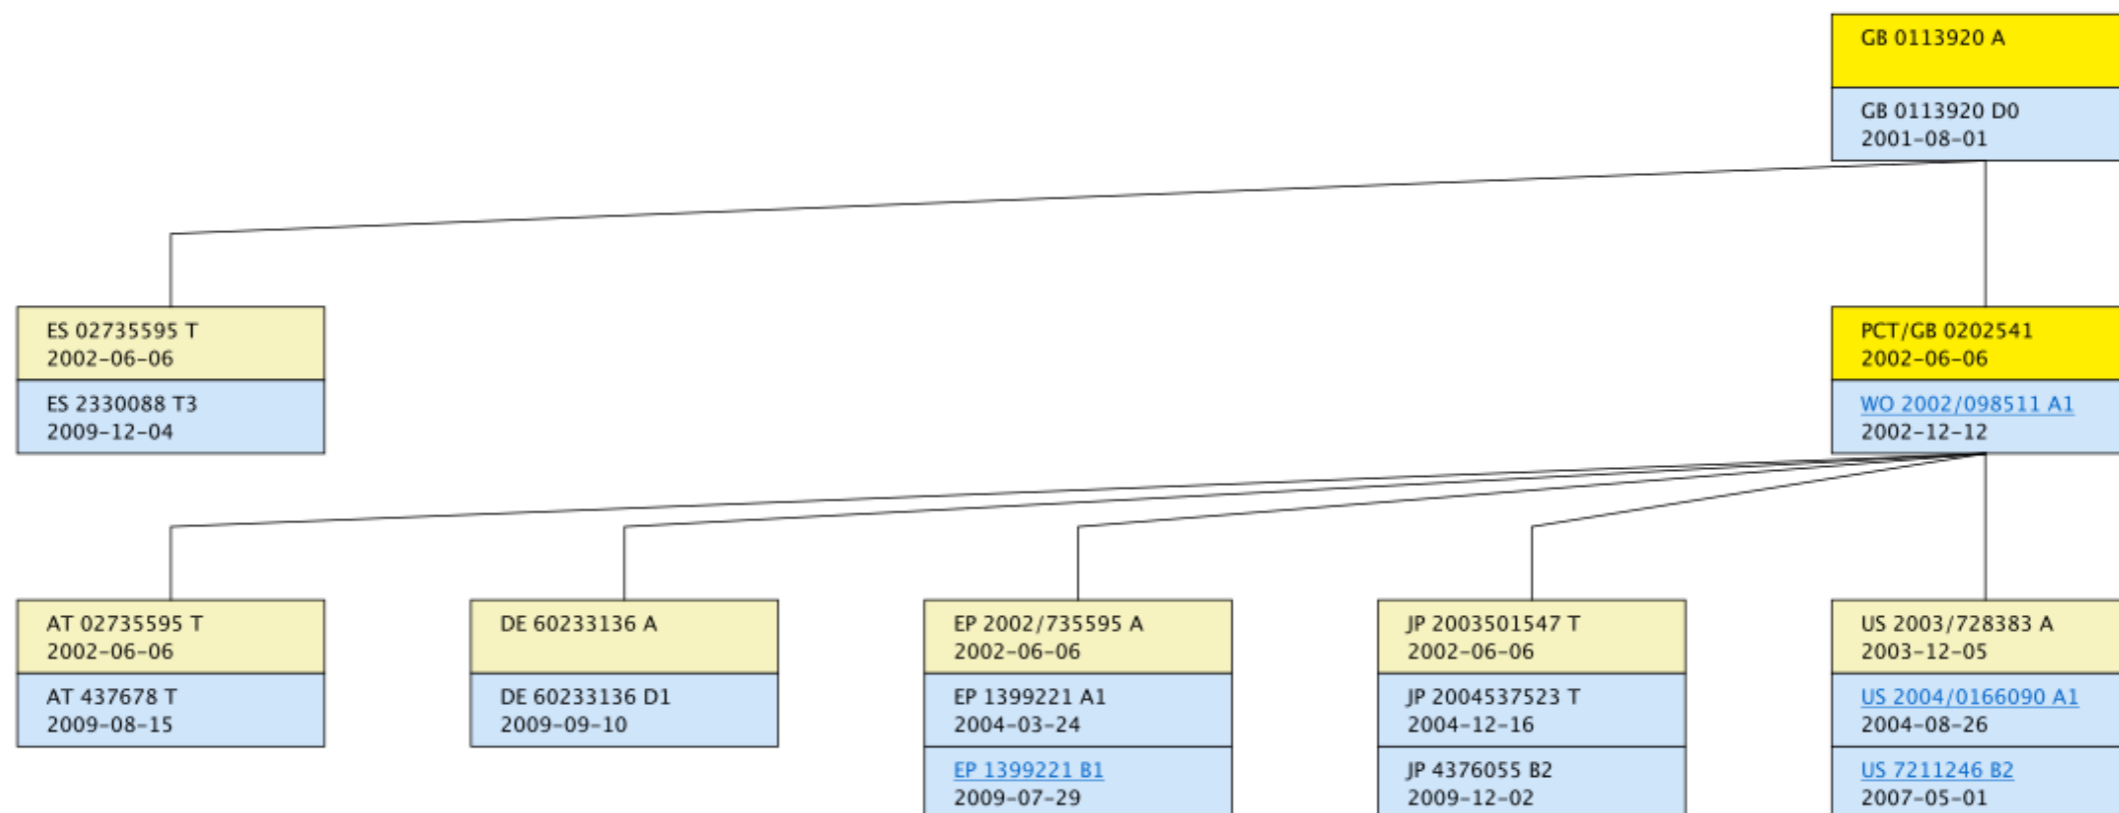 GB 0113920 A
GB 0113920 D0
2001-08-01
ES 02735595 T
2002-06-06
ES 2330088 T3
2009-12-04
PCT/GB 0202541
2002-06-06
WO 2002/098511 A1
2002-12-12
AT 02735595 T
2002-06-06
AT 437678 T
2009-08-15
DE 60233136 A
DE 60233136 D1
2009-09-10
EP 2002/735595 A
2002-06-06
EP 1399221 A1
2004-03-24
EP 1399221 B1
2009-07-29
JP 2003501547 T
2002-06-06
JP 2004537523 T
2004-12-16
JP 4376055 B2
2009-12-02
US 2003/728383 A
2003-12-05
US 2004/0166090 A1
2004-08-26
US 7211246 B2
2007-05-01